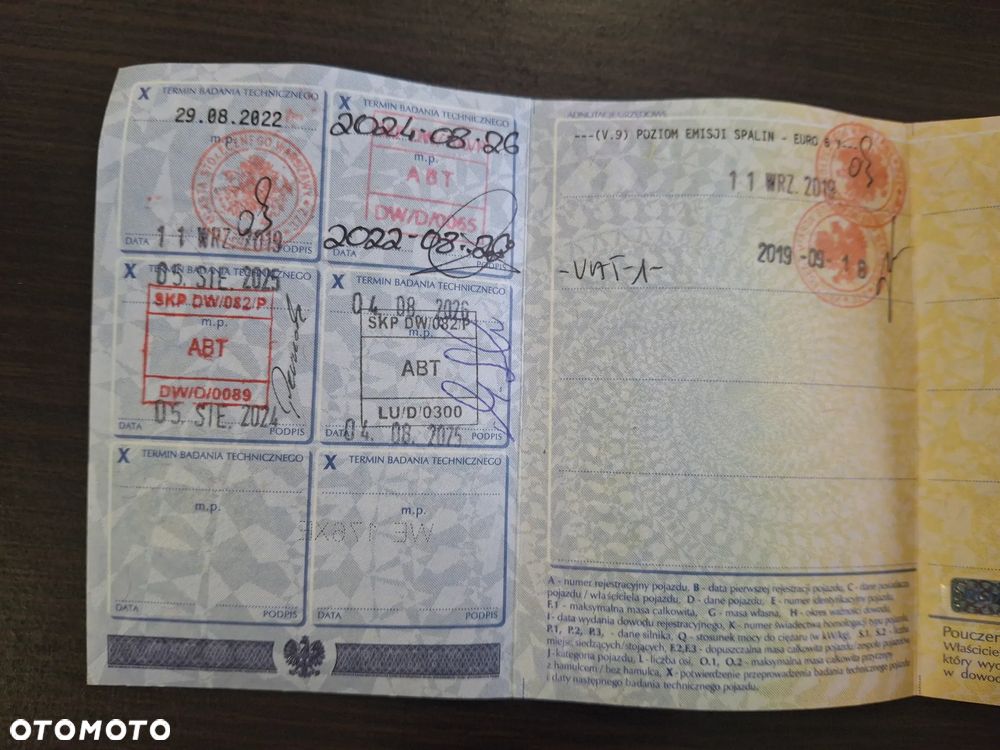 X TERMIN BADANIA TECHNICZNEGO
29.08.2022
m.p.
11 WRZ. 2019
DATA PODPIS
X TERMIN BADANIA TECHNICZNEGO
2024-08-26
m.p.
ABT
DW/D/0065
2022-08-26
DATA PODPIS
X
05. SIE. 2025
SKP DW/082/P
m.p.
ABT
DW/D/0089
05. SIE. 2024
DATA PODPIS
X TERMIN BADANIA TECHNICZNEGO
04. 08. 2026
SKP DW/082/P
m.p.
ABT
LU/D/0300
04. 08. 2025
DATA PODPIS
X TERMIN BADANIA TECHNICZNEGO
m.p.
DATA PODPIS
X TERMIN BADANIA TECHNICZNEGO
m.p.
WE 176XE
DATA PODPIS
ADNOTACJE URZĘDOWE
---(V.9) POZIOM EMISJI SPALIN - EURO 6
11 WRZ. 2019
2019 -09- 18
-VAT-1-
A - numer rejestracyjny pojazdu, B - data pierwszej rejestracji pojazdu, C - dane posiadacza
pojazdu / właściciela pojazdu, D - dane pojazdu, E - numer identyfikacyjny pojazdu,
F.1 - maksymalna masa całkowita, G - masa własna, H - okres ważności dowodu,
I - data wydania dowodu rejestracyjnego, K - numer świadectwa homologacji typu pojazdu,
P.1, P.2, P.3, - dane silnika, Q - stosunek mocy do ciężaru (w kW/kg), S.1, S.2 - liczba
miejsc siedzących/stojących, F.2,F.3 - dopuszczalna masa całkowita pojazdu/zespołu pojazdów,
J-kategoria pojazdu, L - liczba osi, O.1, O.2 - maksymalna masa całkowita przyczepy
z hamulcem / bez hamulca, X - potwierdzenie przeprowadzenia badania technicznego pojazdu
i daty następnego badania technicznego pojazdu.
Poucze
Właścicie
który wyc
w dowod
OTOMOTO